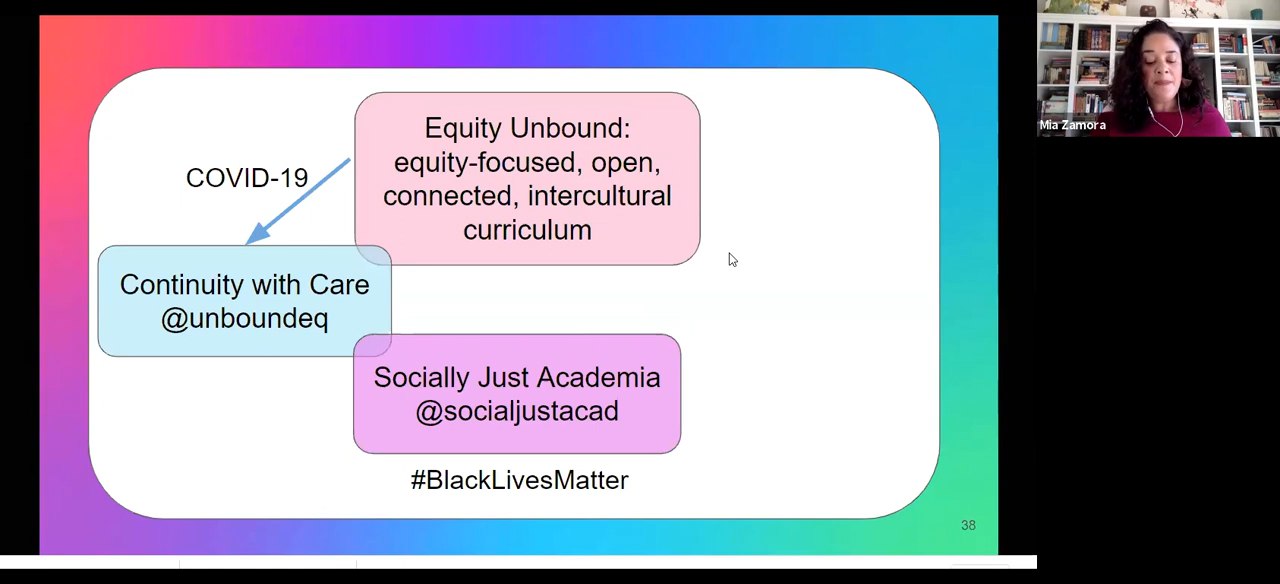 Equity Unbound:
equity-focused, open,
connected, intercultural
curriculum
COVID-19
Continuity with Care
@unboundeq
Socially Just Academia
@socialjustacad
#BlackLivesMatter
38
Mia Zamora